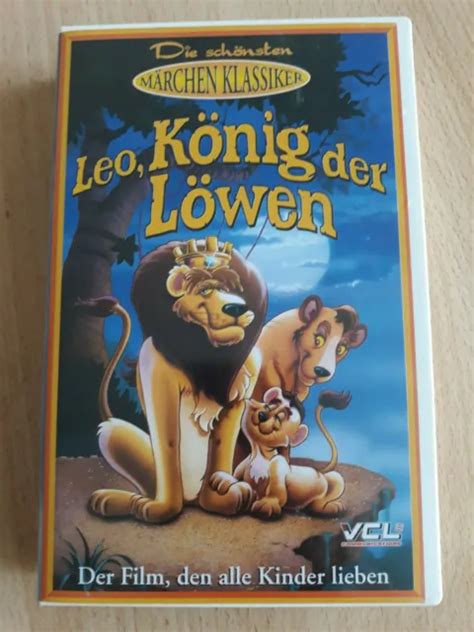 Die schönsten
MÄRCHEN KLASSIKER
Leo, König der
Löwen
VCL
Der Film, den alle Kinder lieben